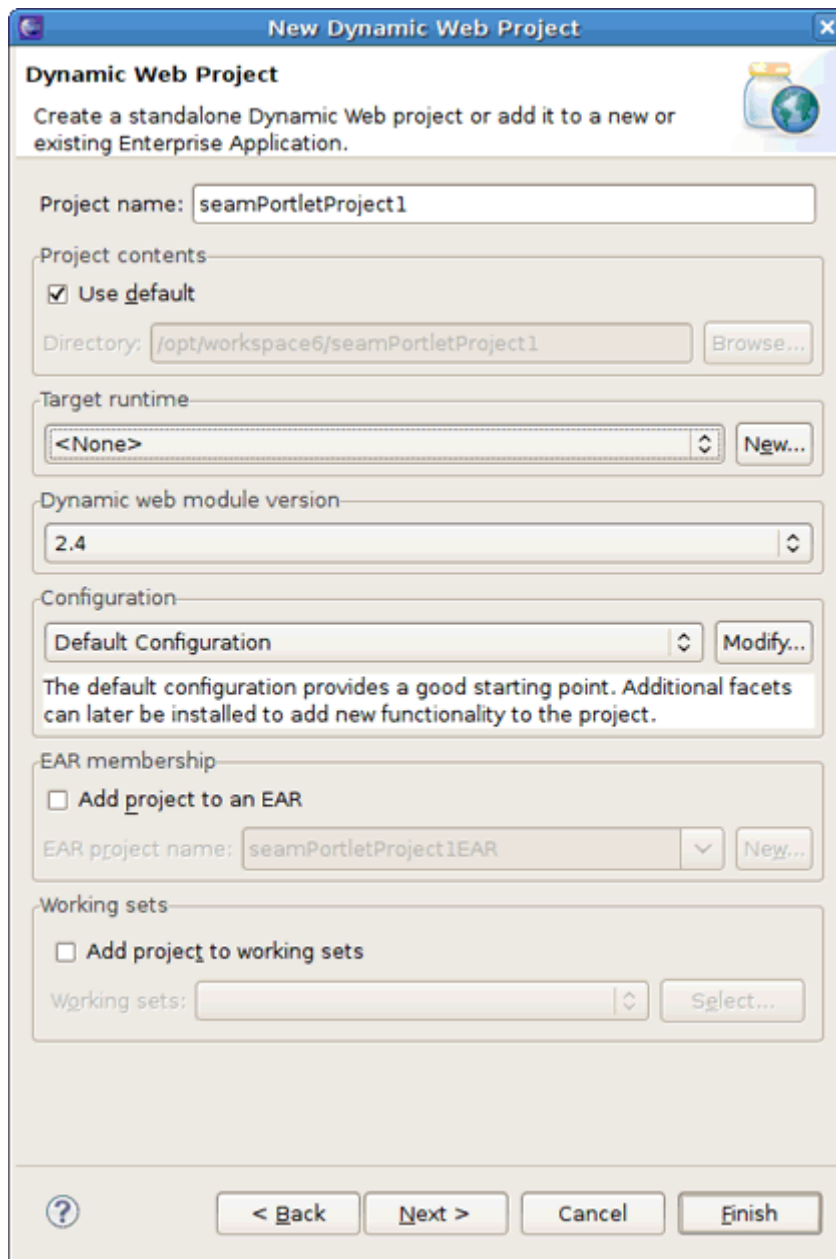 New Dynamic Web Project
Dynamic Web Project
Create a standalone Dynamic Web project or add it to a new or
existing Enterprise Application.
Project name: seamPortletProject1
Project contents
Use default
Directory: /opt/workspace6/seamPortletProject1 Browse...
Target runtime
<None> New...
Dynamic web module version
2.4
Configuration
Default Configuration Modify...
The default configuration provides a good starting point. Additional facets
can later be installed to add new functionality to the project.
EAR membership
Add project to an EAR
EAR project name: seamPortletProject1EAR New...
Working sets
Add project to working sets
Working sets: Select...
? < Back Next > Cancel Finish